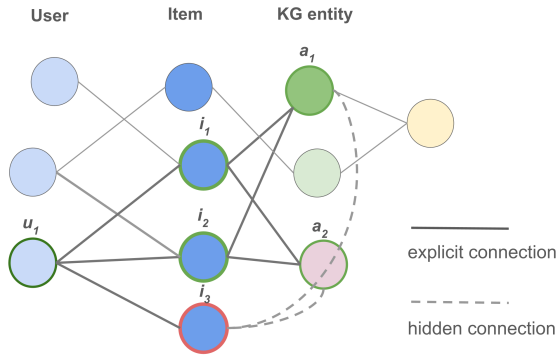 User Item KG entity
a1
i1
u1
i2
a2
i3
explicit connection
hidden connection